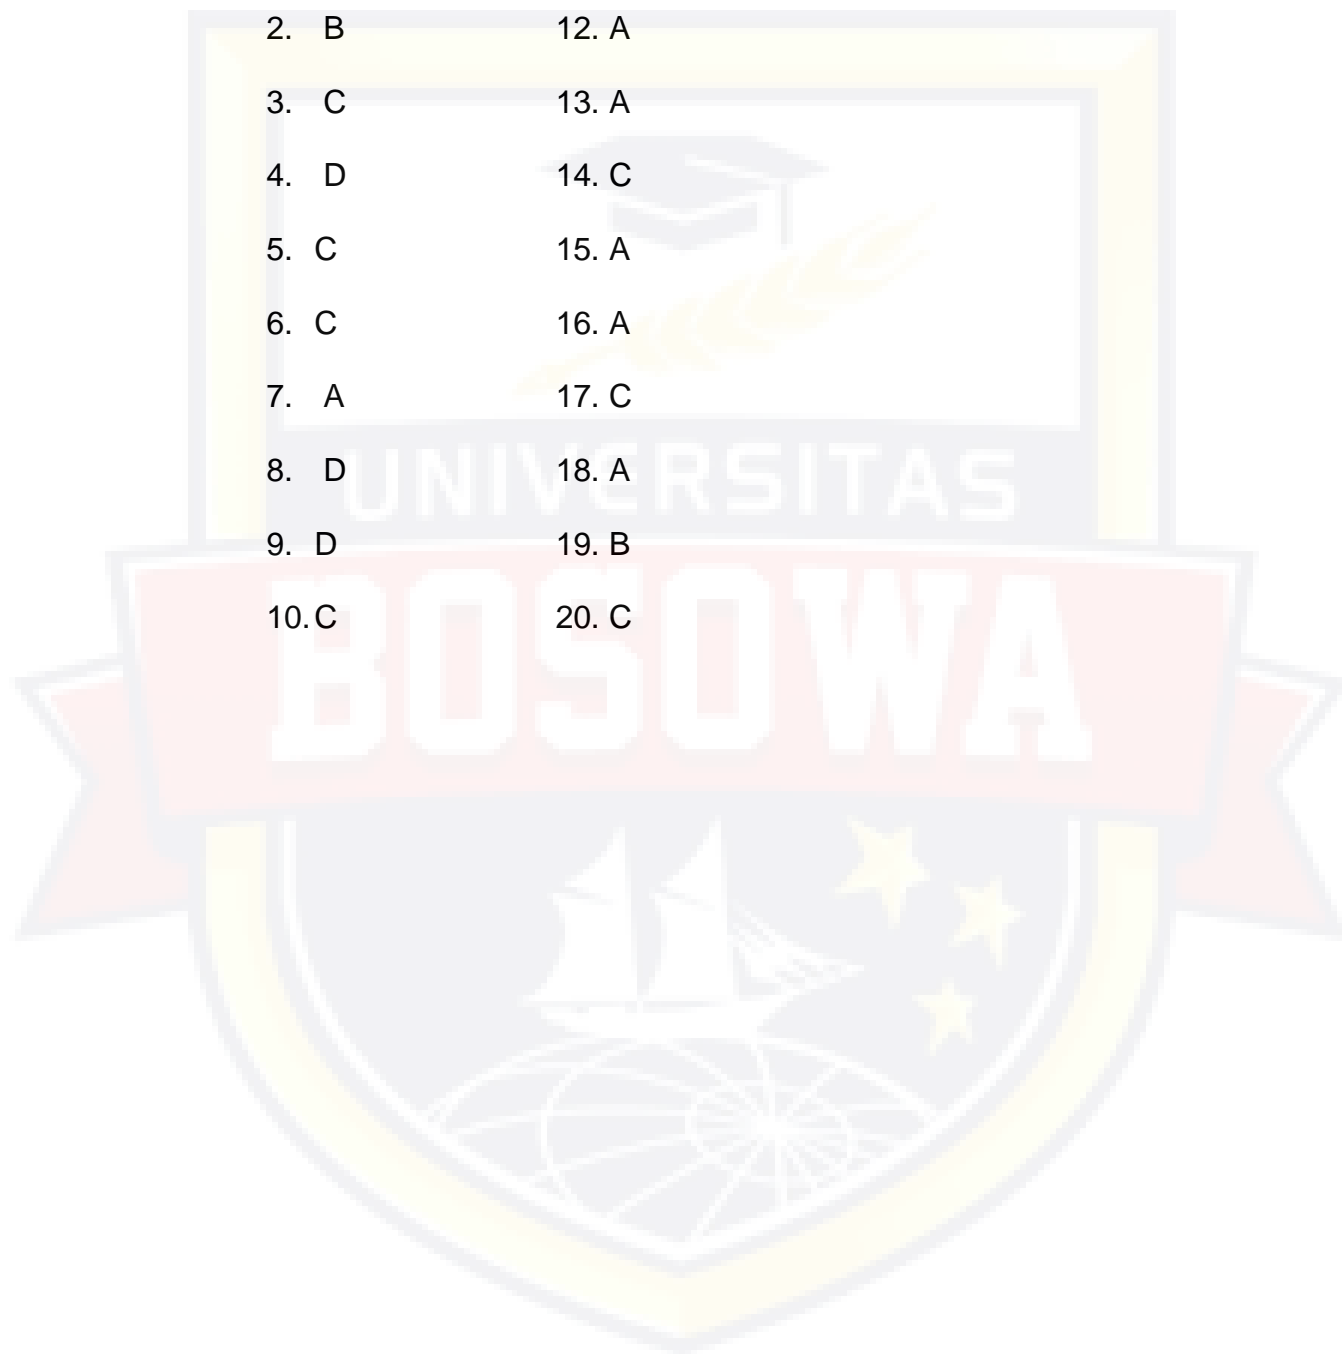 2. B 12. A
3. C 13. A
4. D 14. C
5. C 15. A
6. C 16. A
7. A 17. C
8. D 18. A
9. D 19. B
10. C 20. C
UNIVERSITAS
BOSOWA